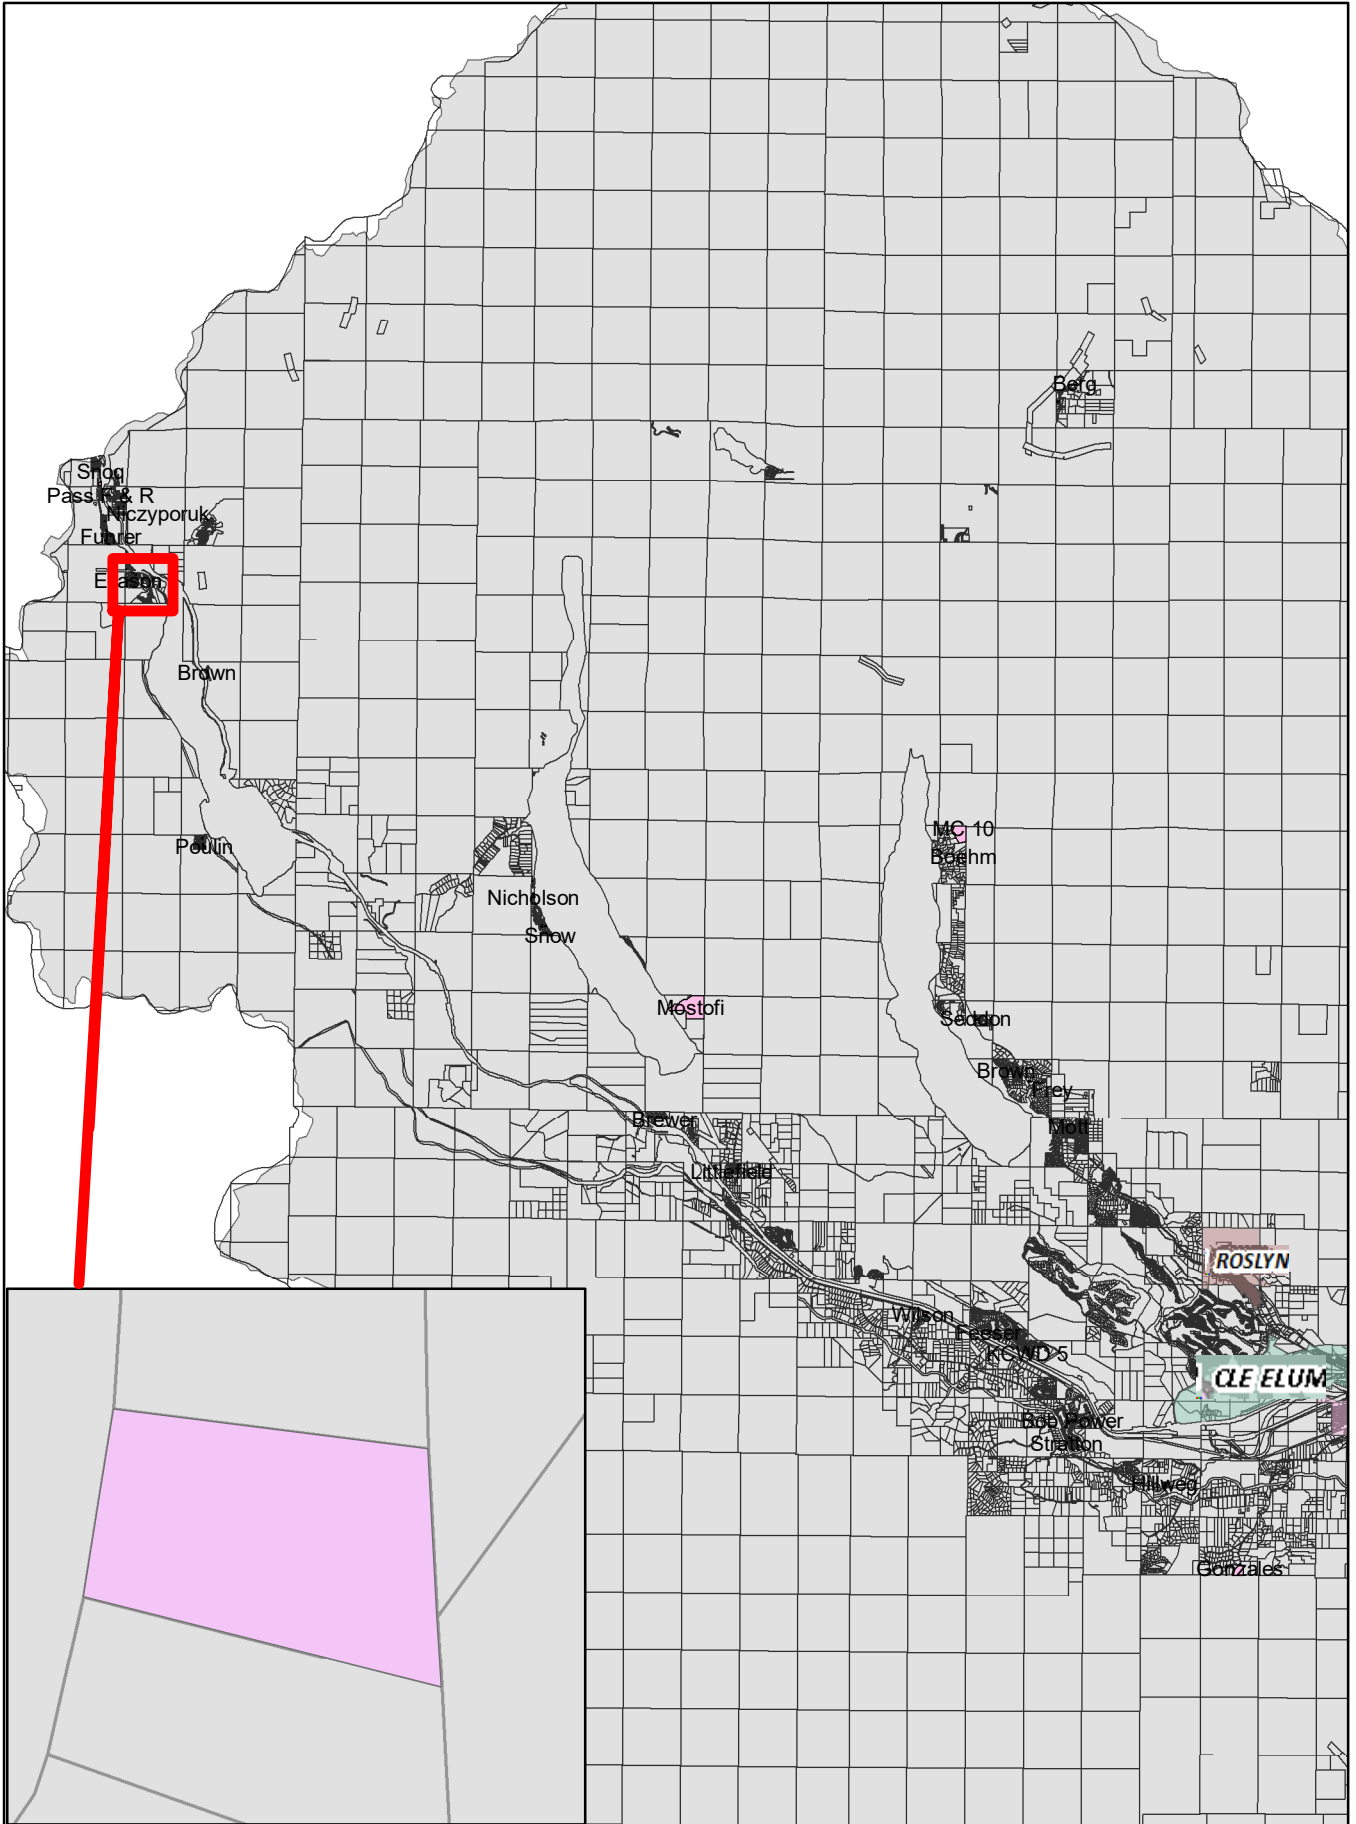 Berg
Snoq
Pass F & R
Niczyporuk
Fuhrer
Eliason
Brown
MC 10
Poulin
Boehm
Nicholson
Snow
Mostofi
Seddon
Brown
Frey
Brewer
Mott
Littlefield
ROSLYN
Wilson
Feeser
KCWD 5
CLE ELUM
Bob Power
Stratton
Hillweg
Gonzales